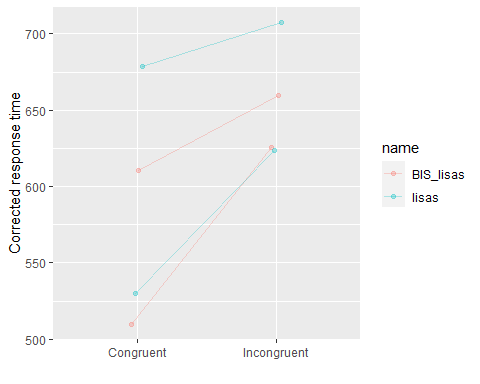 Corrected response time
700
650
600
550
500
Congruent
Incongruent
name
BIS_lisas
lisas